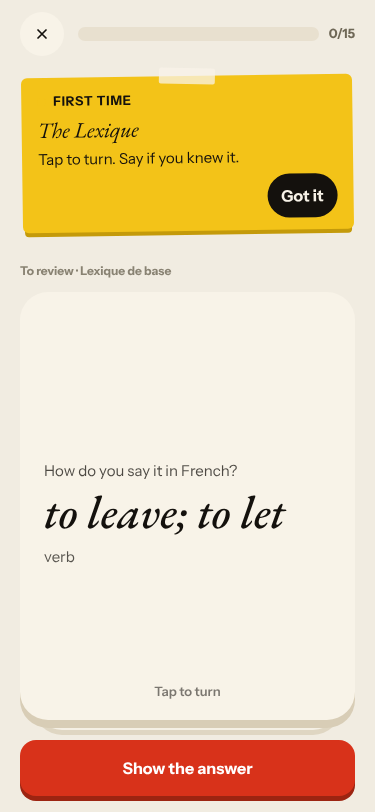 0/15
FIRST TIME
The Lexique
Tap to turn. Say if you knew it.
Got it
To review · Lexique de base
How do you say it in French?
to leave; to let
verb
Tap to turn
Show the answer